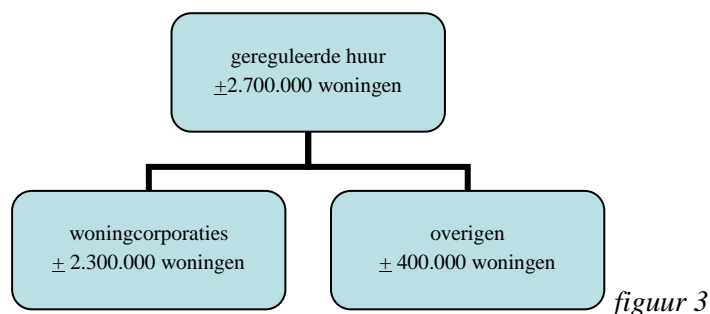 gereguleerde huur
+2.700.000 woningen
woningcorporaties
+ 2.300.000 woningen
overigen
+ 400.000 woningen
figuur 3